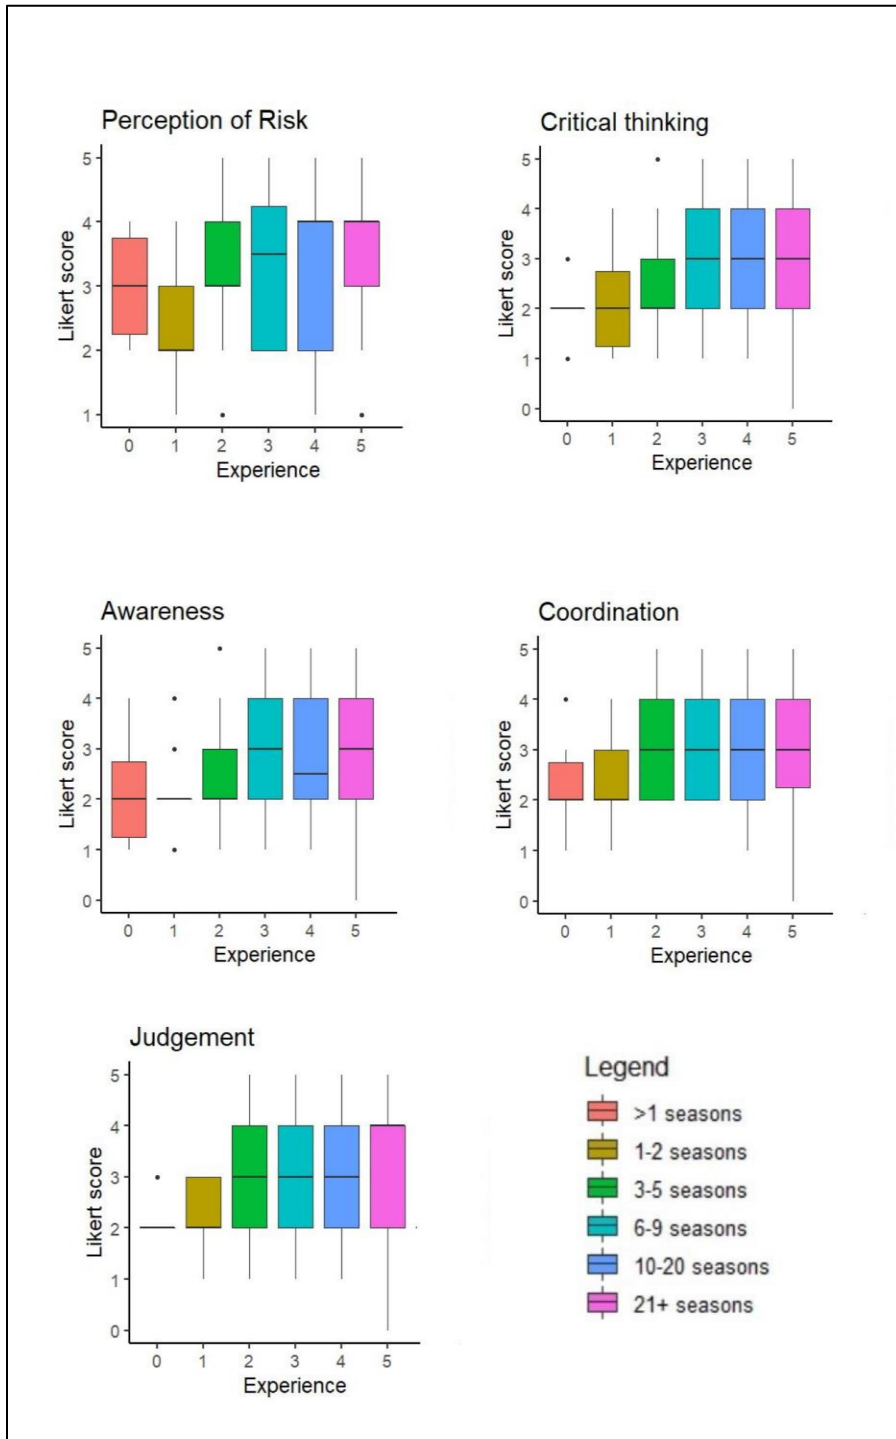 Perception of Risk
Likert score
5
4
3
2
1
0 1 2 3 4 5
Experience
Critical thinking
Likert score
5
4
3
2
1
0
0 1 2 3 4 5
Experience
Awareness
Likert score
5
4
3
2
1
0
0 1 2 3 4 5
Experience
Coordination
Likert score
5
4
3
2
1
0
0 1 2 3 4 5
Experience
Judgement
Likert score
5
4
3
2
1
0
0 1 2 3 4 5
Experience
Legend
>1 seasons
1-2 seasons
3-5 seasons
6-9 seasons
10-20 seasons
21+ seasons